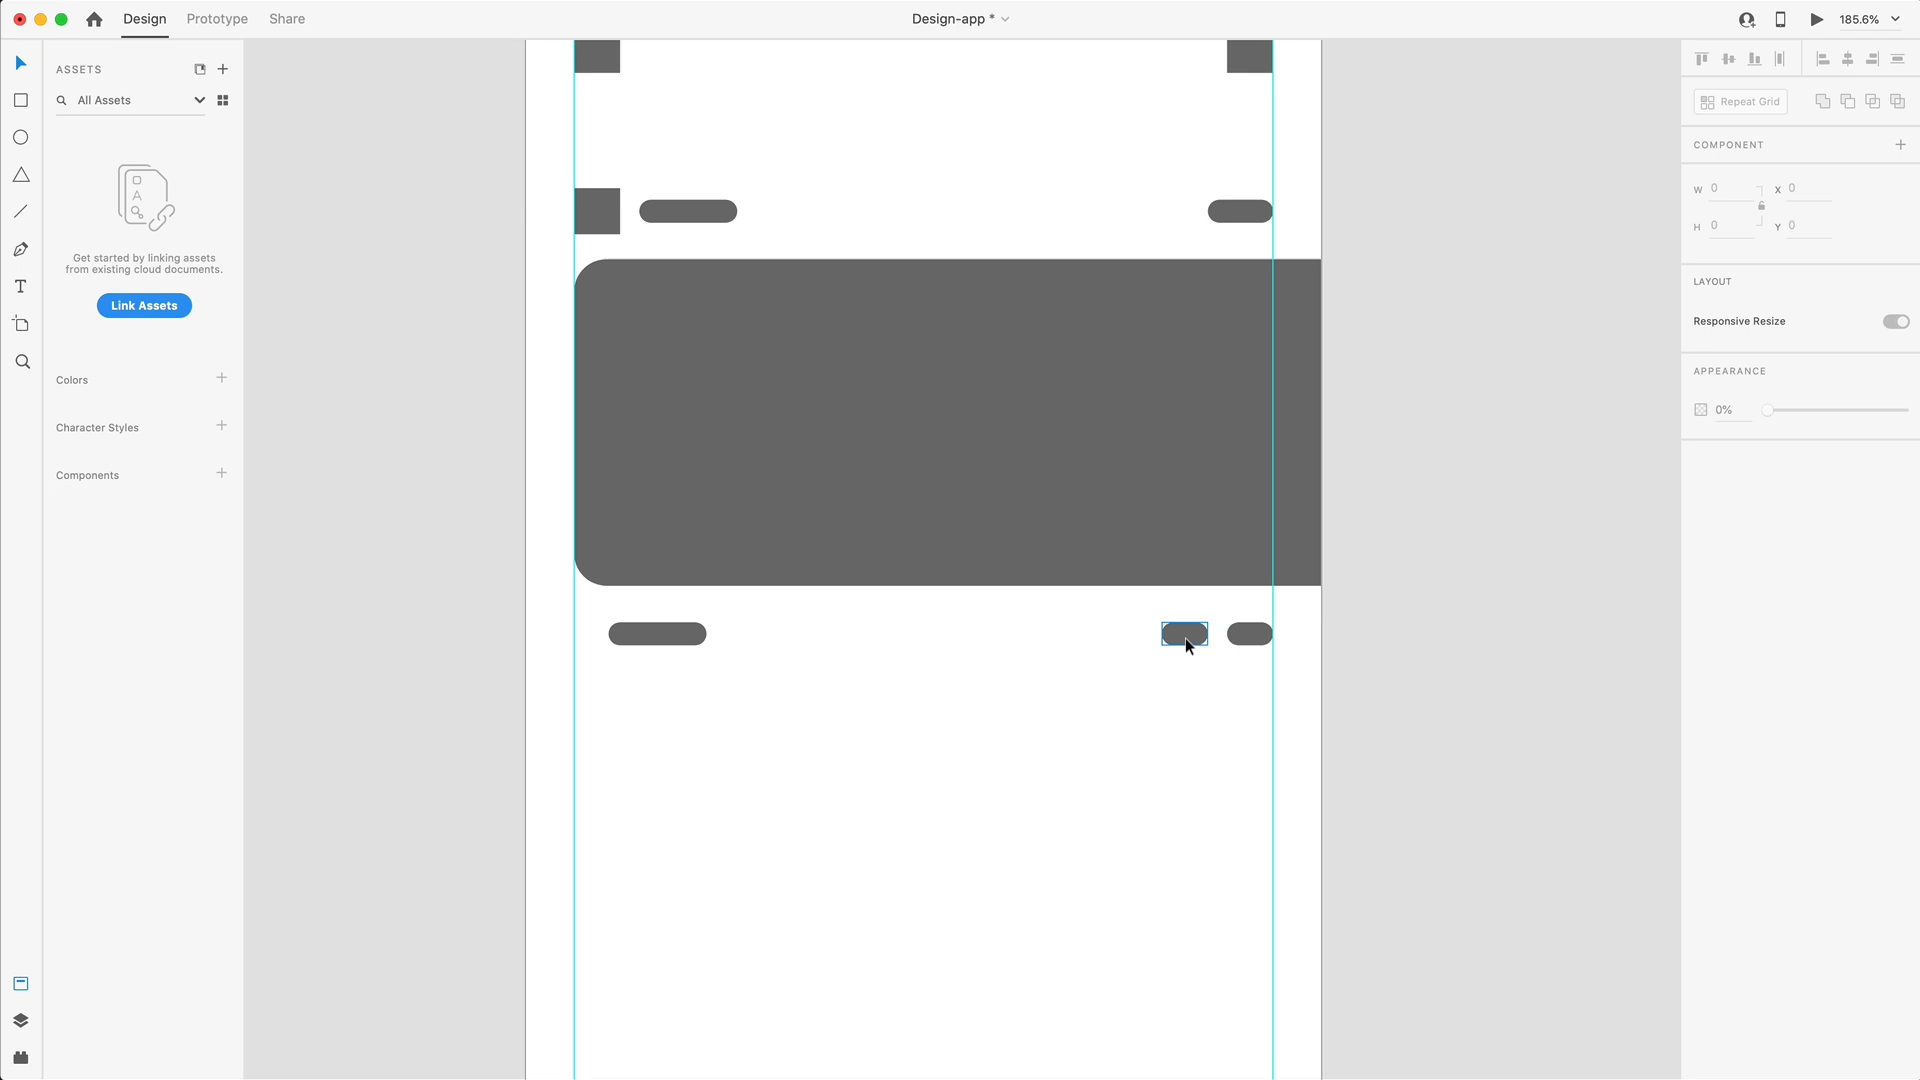 Design Prototype Share Design-app * 185.6%
ASSETS
All Assets
A
Get started by linking assets
from existing cloud documents.
Link Assets
Colors
Character Styles
Components
Repeat Grid
COMPONENT
W 0 X 0
H 0 Y 0
LAYOUT
Responsive Resize
APPEARANCE
0%